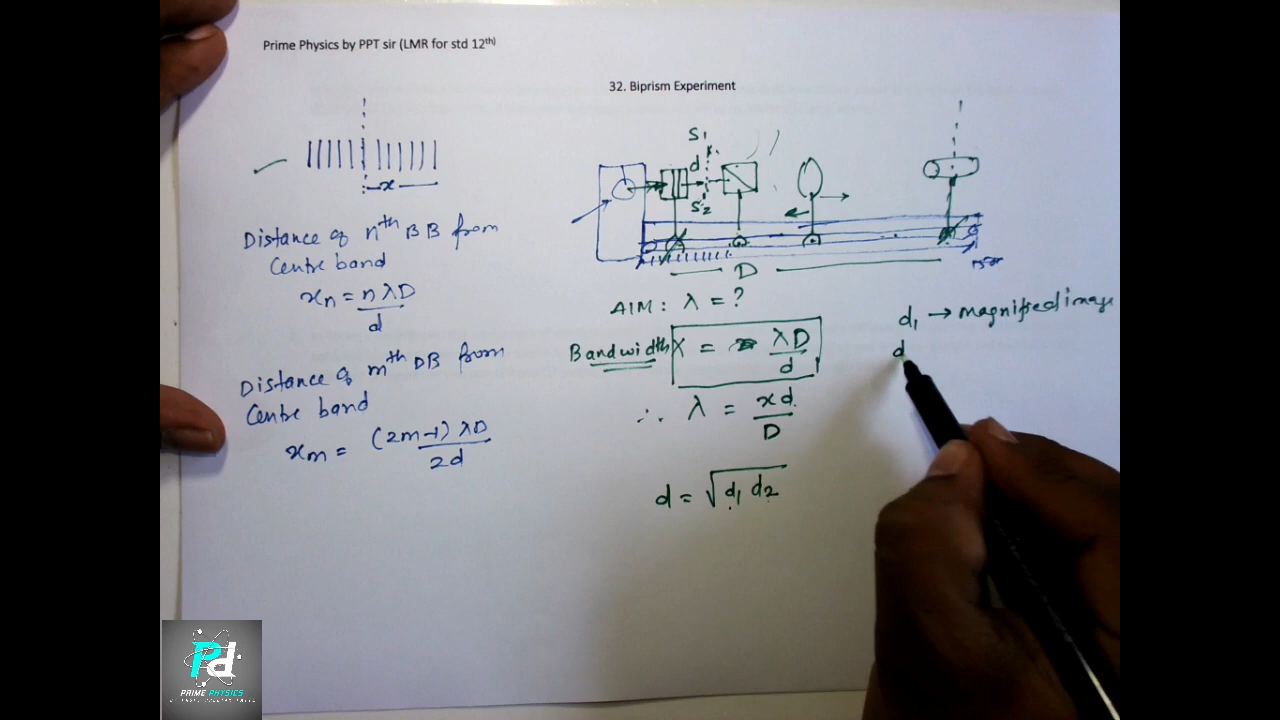 Prime Physics by PPT sir (LMR for std 12th)
32. Biprism Experiment
S1
d
S2
x
D
Distance of nth BB from
Centre band
xn = nλD
d
Distance of mth DB from
Centre band
xm = (2m-1) λD
2d
AIM: λ = ?
Bandwidth X = λD
d
∴ λ = xd
D
d = √d1 d2
d1 → magnified image
d
Pd
PRIME PHYSICS